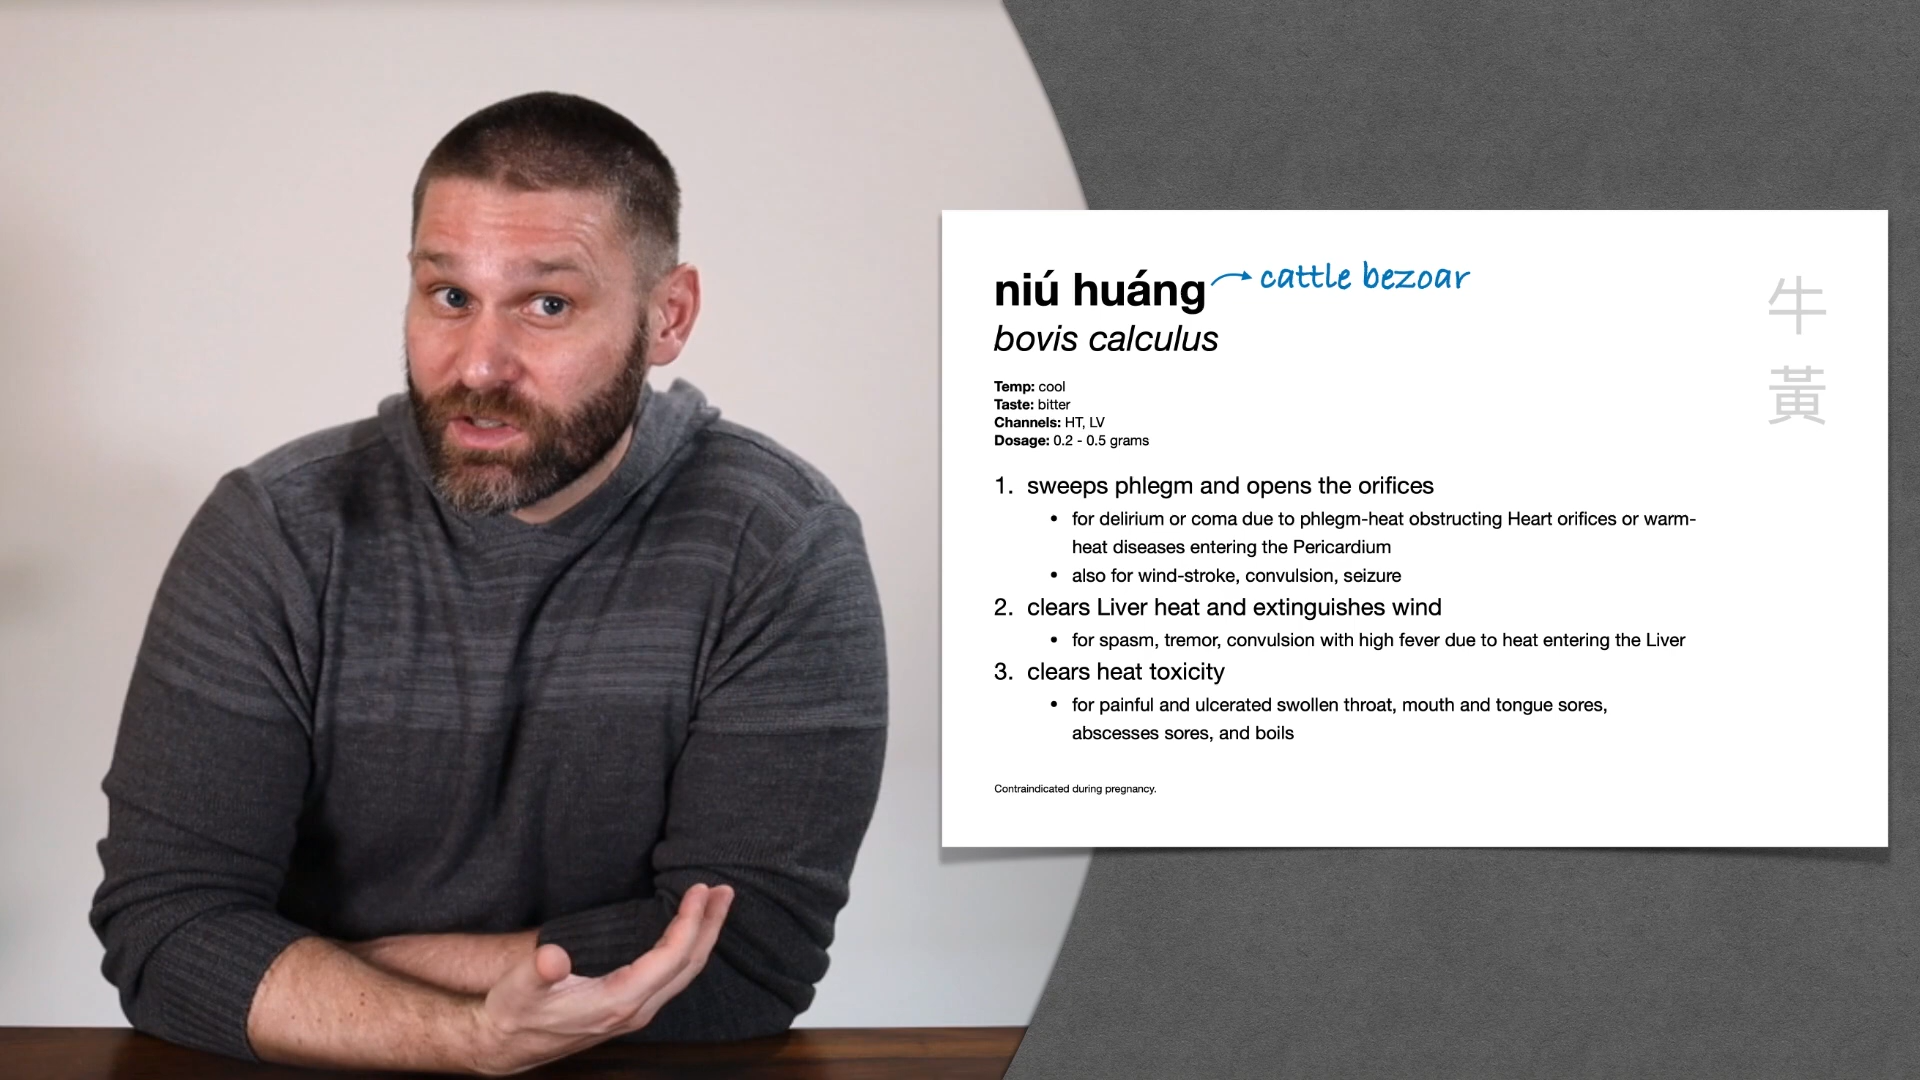 niú huáng
cattle bezoar
bovis calculus
牛
黃
Temp: cool
Taste: bitter
Channels: HT, LV
Dosage: 0.2 - 0.5 grams
1. sweeps phlegm and opens the orifices
• for delirium or coma due to phlegm-heat obstructing Heart orifices or warm-
heat diseases entering the Pericardium
• also for wind-stroke, convulsion, seizure
2. clears Liver heat and extinguishes wind
• for spasm, tremor, convulsion with high fever due to heat entering the Liver
3. clears heat toxicity
• for painful and ulcerated swollen throat, mouth and tongue sores,
abscesses sores, and boils
Contraindicated during pregnancy.